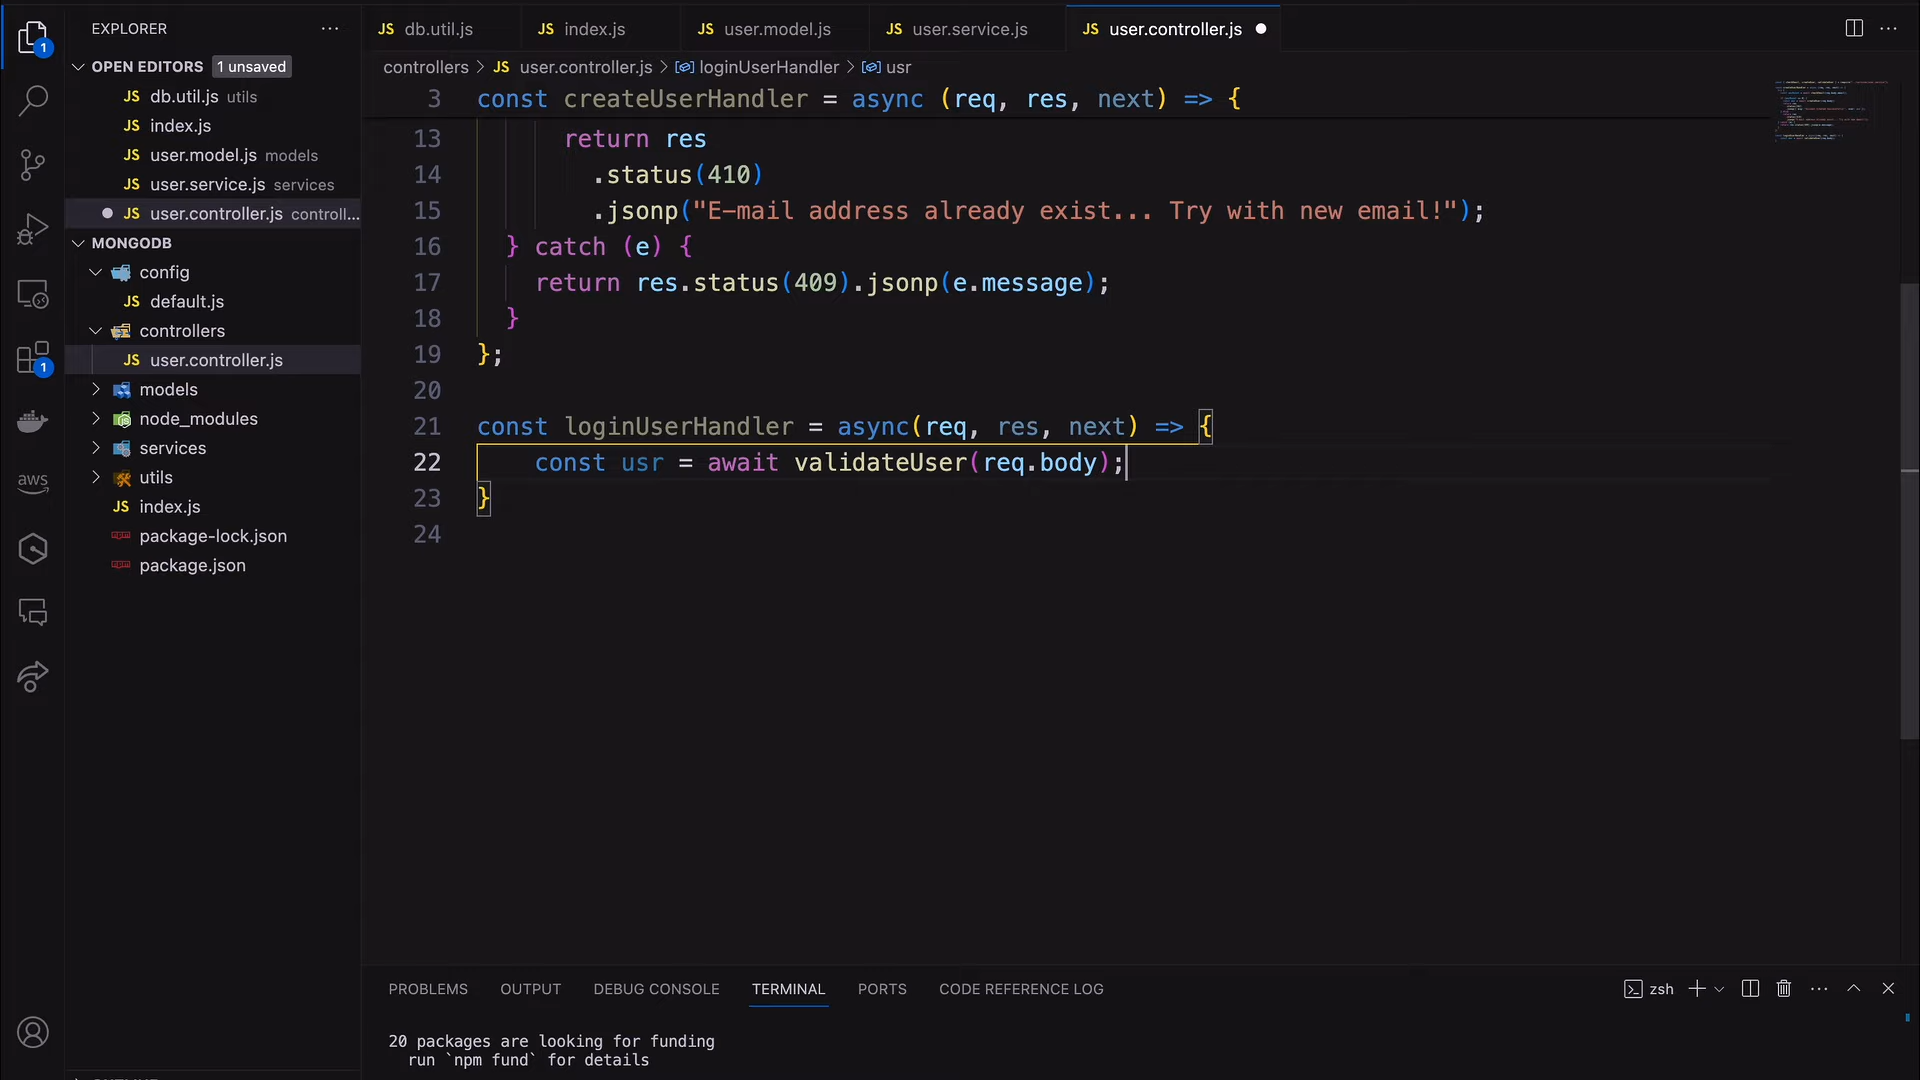 EXPLORER
OPEN EDITORS 1 unsaved
JS db.util.js utils
JS index.js
JS user.model.js models
JS user.service.js services
JS user.controller.js controll...
MONGODB
config
JS default.js
controllers
JS user.controller.js
models
node_modules
services
utils
JS index.js
package-lock.json
package.json
1
1
aws
JS db.util.js
JS index.js
JS user.model.js
JS user.service.js
JS user.controller.js
controllers > JS user.controller.js > loginUserHandler > usr
3 const createUserHandler = async (req, res, next) => {
13 return res
14 .status(410)
15 .jsonp("E-mail address already exist... Try with new email!");
16 } catch (e) {
17 return res.status(409).jsonp(e.message);
18 }
19 };
20
21 const loginUserHandler = async(req, res, next) => {
22 const usr = await validateUser(req.body);
23 }
24
PROBLEMS OUTPUT DEBUG CONSOLE TERMINAL PORTS CODE REFERENCE LOG
zsh
20 packages are looking for funding
run `npm fund` for details